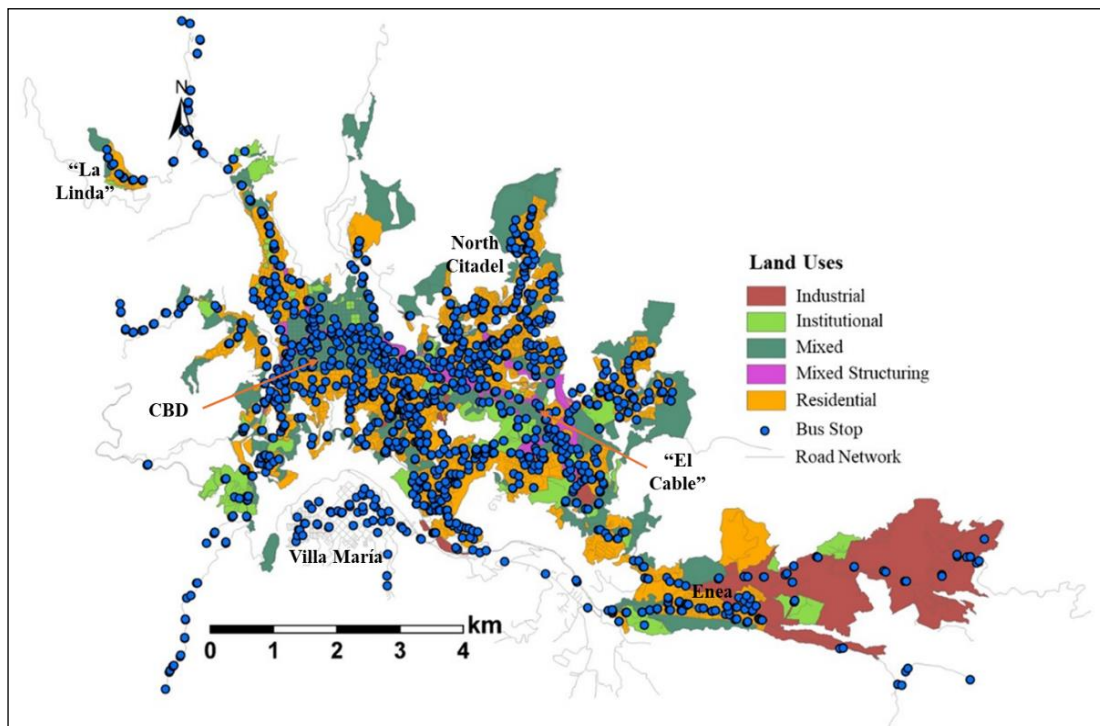 N
“La
Linda”
North
Citadel
Land Uses
Industrial
Institutional
Mixed
Mixed Structuring
Residential
Bus Stop
Road Network
CBD
“El
Cable”
Villa María
Enea
km
0 1 2 3 4